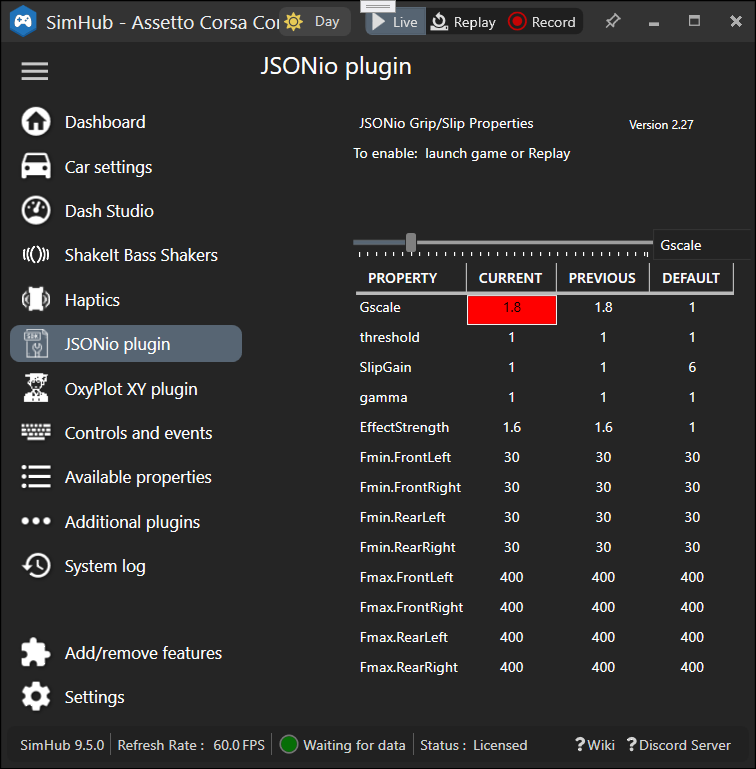 SimHub - Assetto Corsa Co
Day
Live
Replay
Record
JSONio plugin
Dashboard
Car settings
Dash Studio
ShakeIt Bass Shakers
Haptics
JSONio plugin
OxyPlot XY plugin
Controls and events
Available properties
Additional plugins
System log
Add/remove features
Settings
JSONio Grip/Slip Properties Version 2.27
To enable: launch game or Replay
Gscale
PROPERTY CURRENT PREVIOUS DEFAULT
Gscale 1.8 1.8 1
threshold 1 1 1
SlipGain 1 1 6
gamma 1 1 1
EffectStrength 1.6 1.6 1
Fmin.FrontLeft 30 30 30
Fmin.FrontRight 30 30 30
Fmin.RearLeft 30 30 30
Fmin.RearRight 30 30 30
Fmax.FrontLeft 400 400 400
Fmax.FrontRight 400 400 400
Fmax.RearLeft 400 400 400
Fmax.RearRight 400 400 400
SimHub 9.5.0 Refresh Rate : 60.0 FPS Waiting for data Status : Licensed ?Wiki ?Discord Server